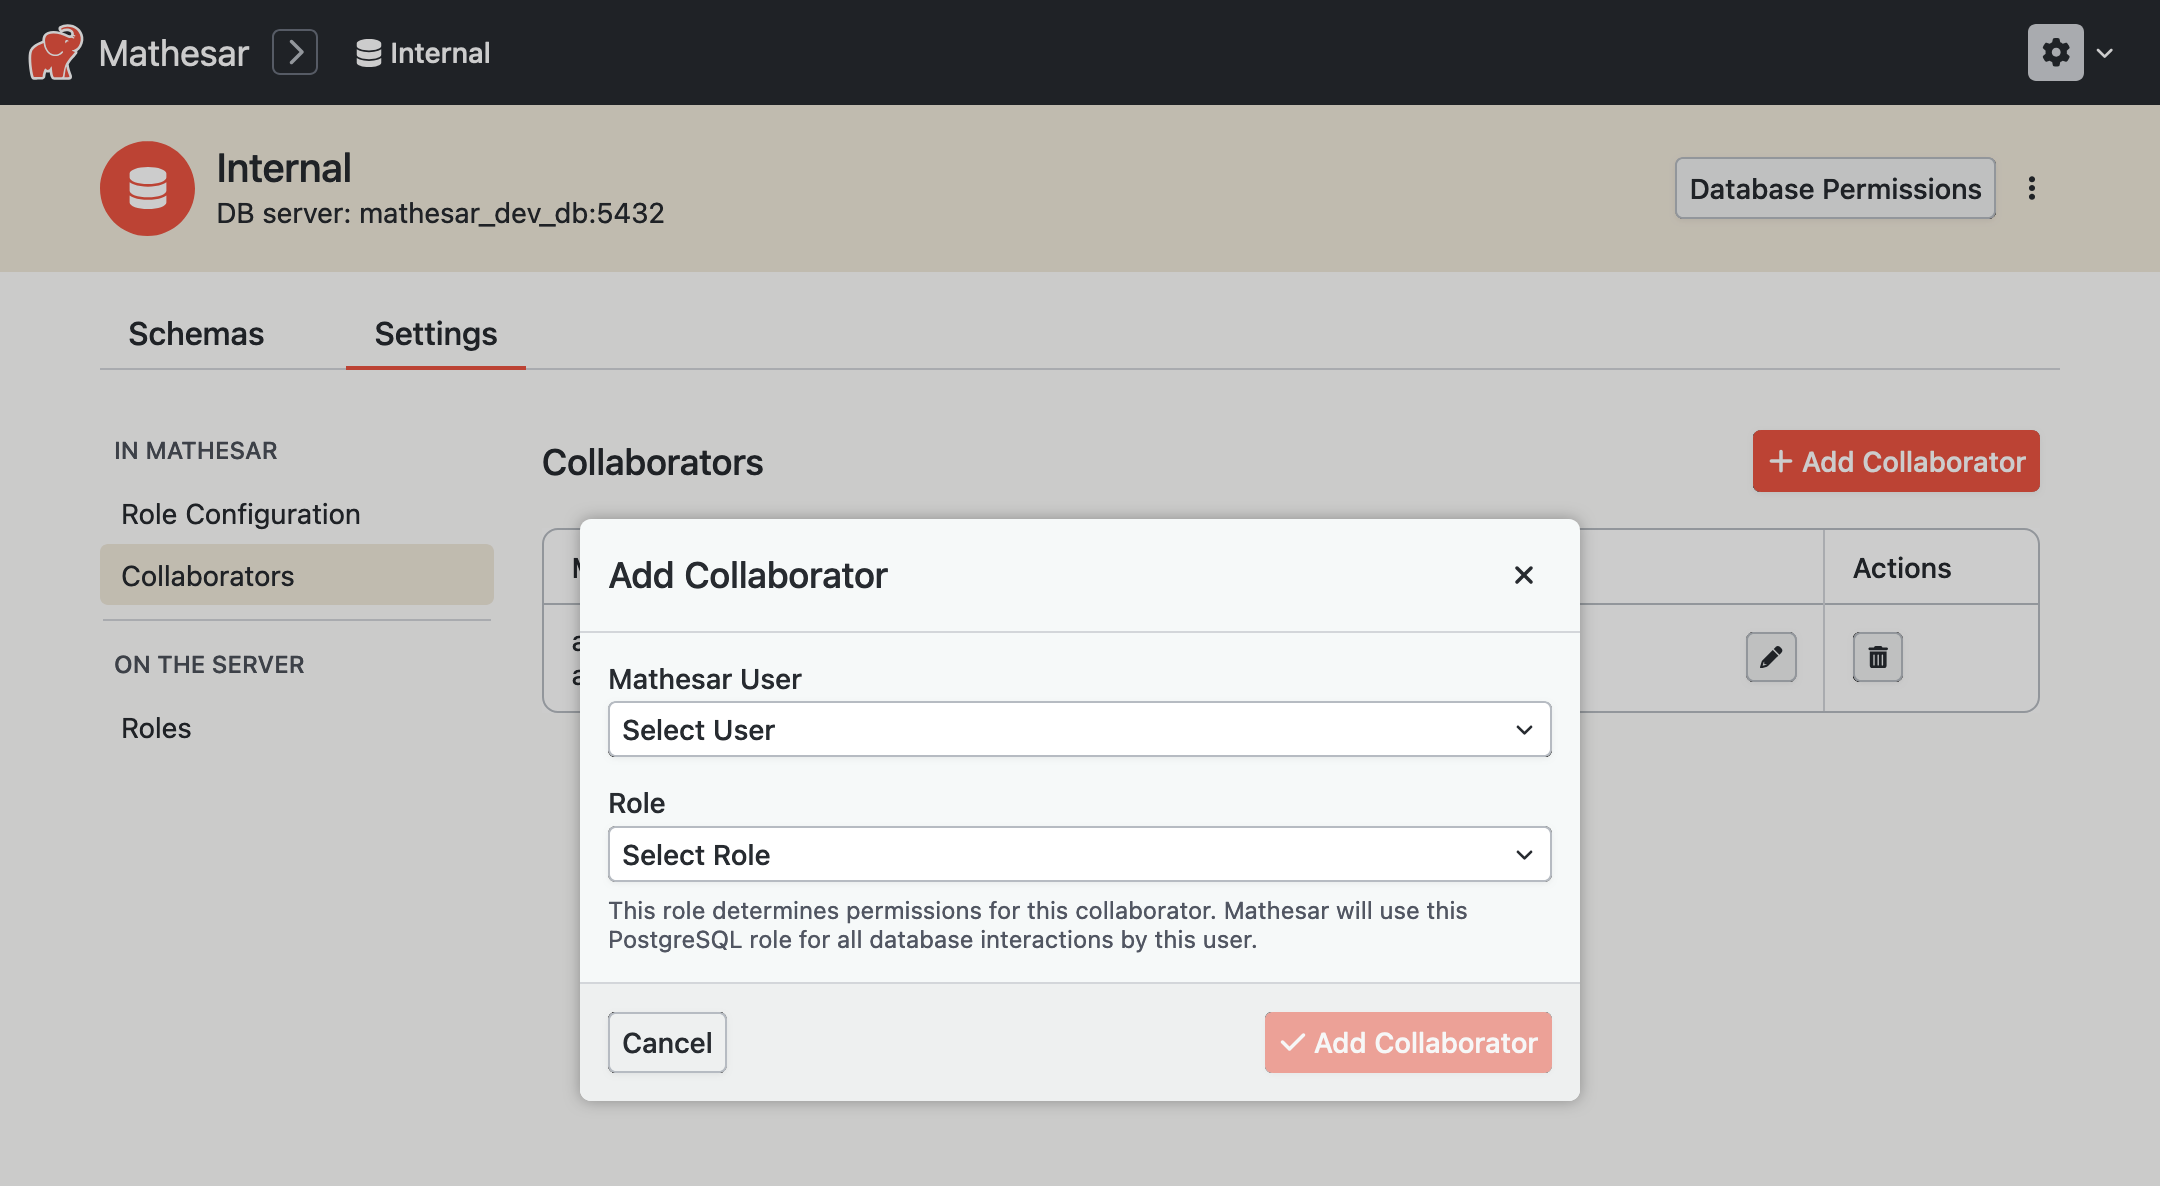 Mathesar
Internal
Internal
DB server: mathesar_dev_db:5432
Database Permissions
Schemas
Settings
IN MATHESAR
Role Configuration
Collaborators
ON THE SERVER
Roles
Collaborators
+ Add Collaborator
Actions
Add Collaborator
Mathesar User
Select User
Role
Select Role
This role determines permissions for this collaborator. Mathesar will use this
PostgreSQL role for all database interactions by this user.
Cancel
Add Collaborator